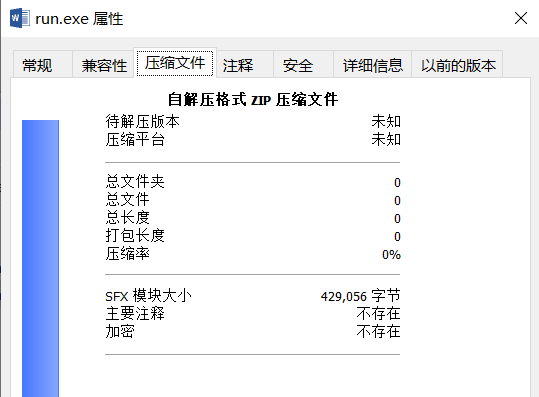 run.exe 属性
常规 兼容性 压缩文件 注释 安全 详细信息 以前的版本
自解压格式 ZIP 压缩文件
待解压版本 未知
压缩平台 未知
总文件夹 0
总文件 0
总长度 0
打包长度 0
压缩率 0%
SFX 模块大小 429,056 字节
主要注释 不存在
加密 不存在